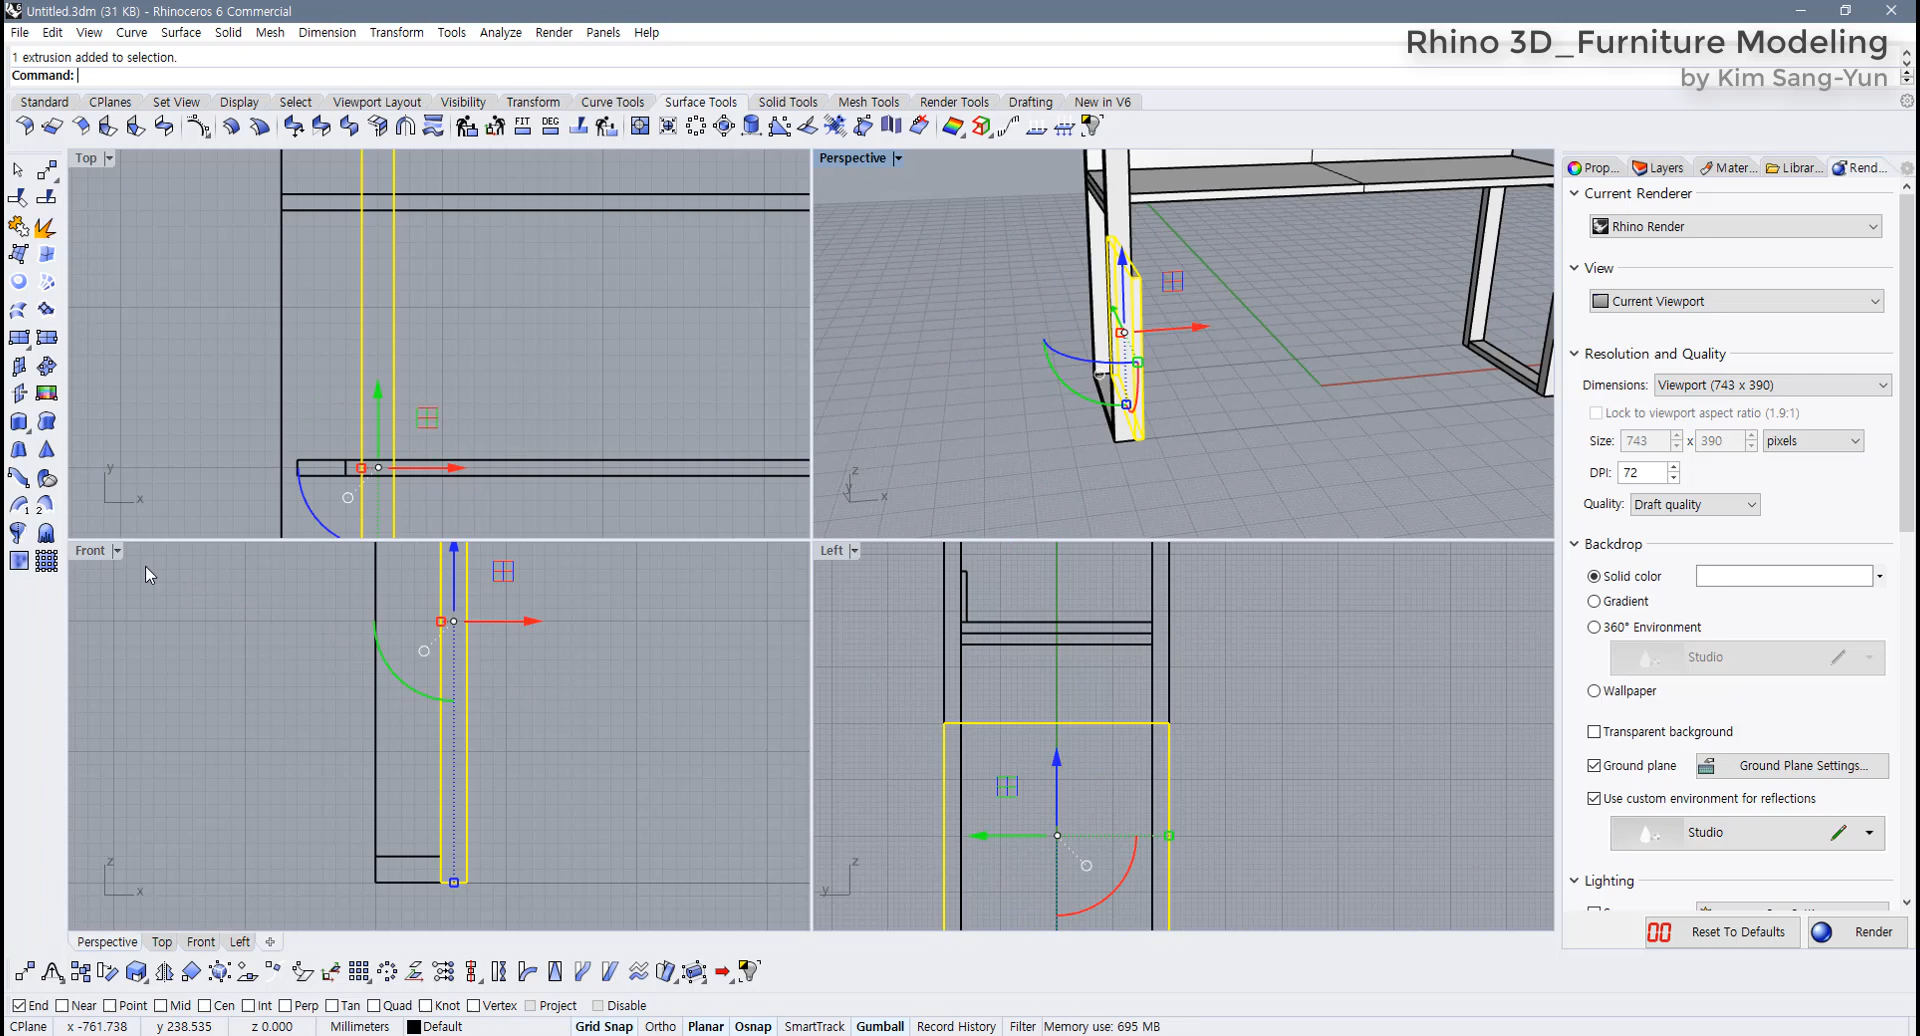 Untitled.3dm (31 KB) - Rhinoceros 6 Commercial
File Edit View Curve Surface Solid Mesh Dimension Transform Tools Analyze Render Panels Help
Rhino 3D_Furniture Modeling
by Kim Sang-Yun
1 extrusion added to selection.
Command:
Standard CPlanes Set View Display Select Viewport Layout Visibility Transform Curve Tools Surface Tools Solid Tools Mesh Tools Render Tools Drafting New in V6
FIT DEG
Top
y
x
Perspective
z
y
x
Front
z
x
Left
z
y
Prop... Layers Mater... Librar... Rend...
Current Renderer
Rhino Render
View
Current Viewport
Resolution and Quality
Dimensions: Viewport (743 x 390)
Lock to viewport aspect ratio (1.9:1)
Size: 743 x 390 pixels
DPI: 72
Quality: Draft quality
Backdrop
Solid color
Gradient
360° Environment
Studio
Wallpaper
Transparent background
Ground plane Ground Plane Settings...
Use custom environment for reflections
Studio
Lighting
Reset To Defaults Render
Perspective Top Front Left
End Near Point Mid Cen Int Perp Tan Quad Knot Vertex Project Disable
CPlane x -761.738 y 238.535 z 0.000 Millimeters Default Grid Snap Ortho Planar Osnap SmartTrack Gumball Record History Filter Memory use: 695 MB